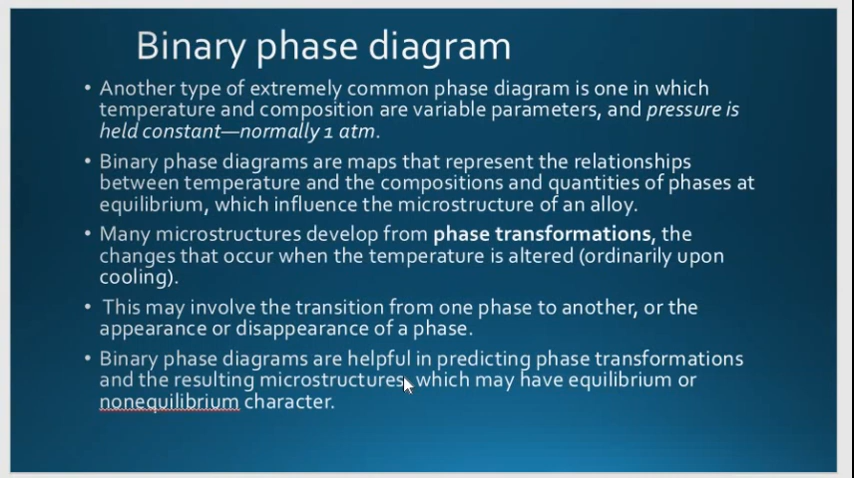 Binary phase diagram
• Another type of extremely common phase diagram is one in which
temperature and composition are variable parameters, and pressure is
held constant—normally 1 atm.
• Binary phase diagrams are maps that represent the relationships
between temperature and the compositions and quantities of phases at
equilibrium, which influence the microstructure of an alloy.
• Many microstructures develop from phase transformations, the
changes that occur when the temperature is altered (ordinarily upon
cooling).
• This may involve the transition from one phase to another, or the
appearance or disappearance of a phase.
• Binary phase diagrams are helpful in predicting phase transformations
and the resulting microstructures, which may have equilibrium or
nonequilibrium character.